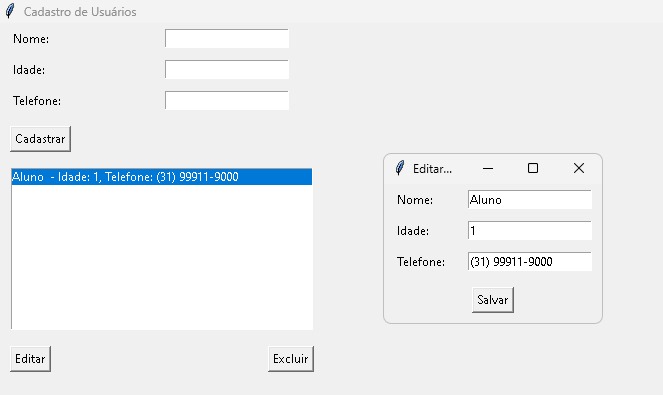 Cadastro de Usuários
Nome:
Idade:
Telefone:
Cadastrar
Aluno - Idade: 1, Telefone: (31) 99911-9000
Editar
Excluir
Editar...
Nome: Aluno
Idade: 1
Telefone: (31) 99911-9000
Salvar